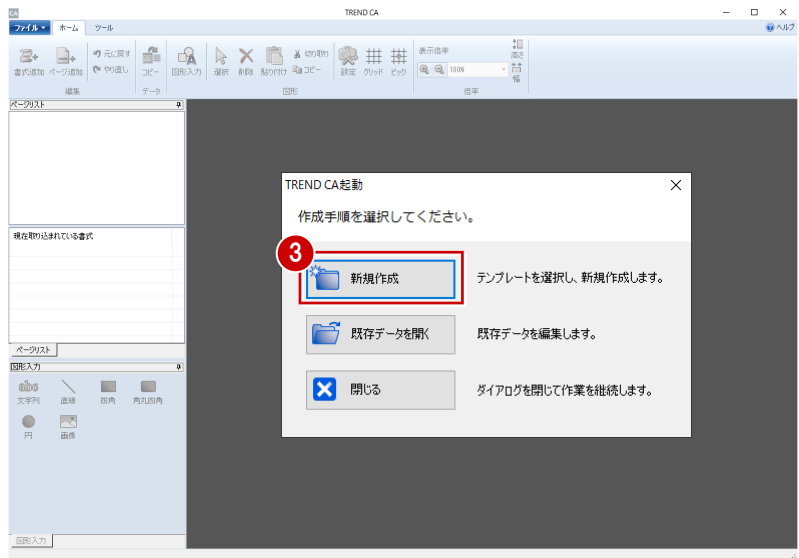 CA
TREND CA
ファイル ホーム ツール
ヘルプ
書式追加 ページ追加 元に戻す やり直し
編集
コピー
データ
図形入力 選択 削除 貼り付け 切り取り コピー 設定 グリッド ピック
図形
表示倍率
100%
高さ
幅
倍率
ページリスト
現在取り込まれている書式
ページリスト
図形入力
abc
文字列 直線 四角 角丸四角
円 画像
図形入力
TREND CA起動
作成手順を選択してください。
3
新規作成 テンプレートを選択し、新規作成します。
既存データを開く 既存データを編集します。
閉じる ダイアログを閉じて作業を継続します。